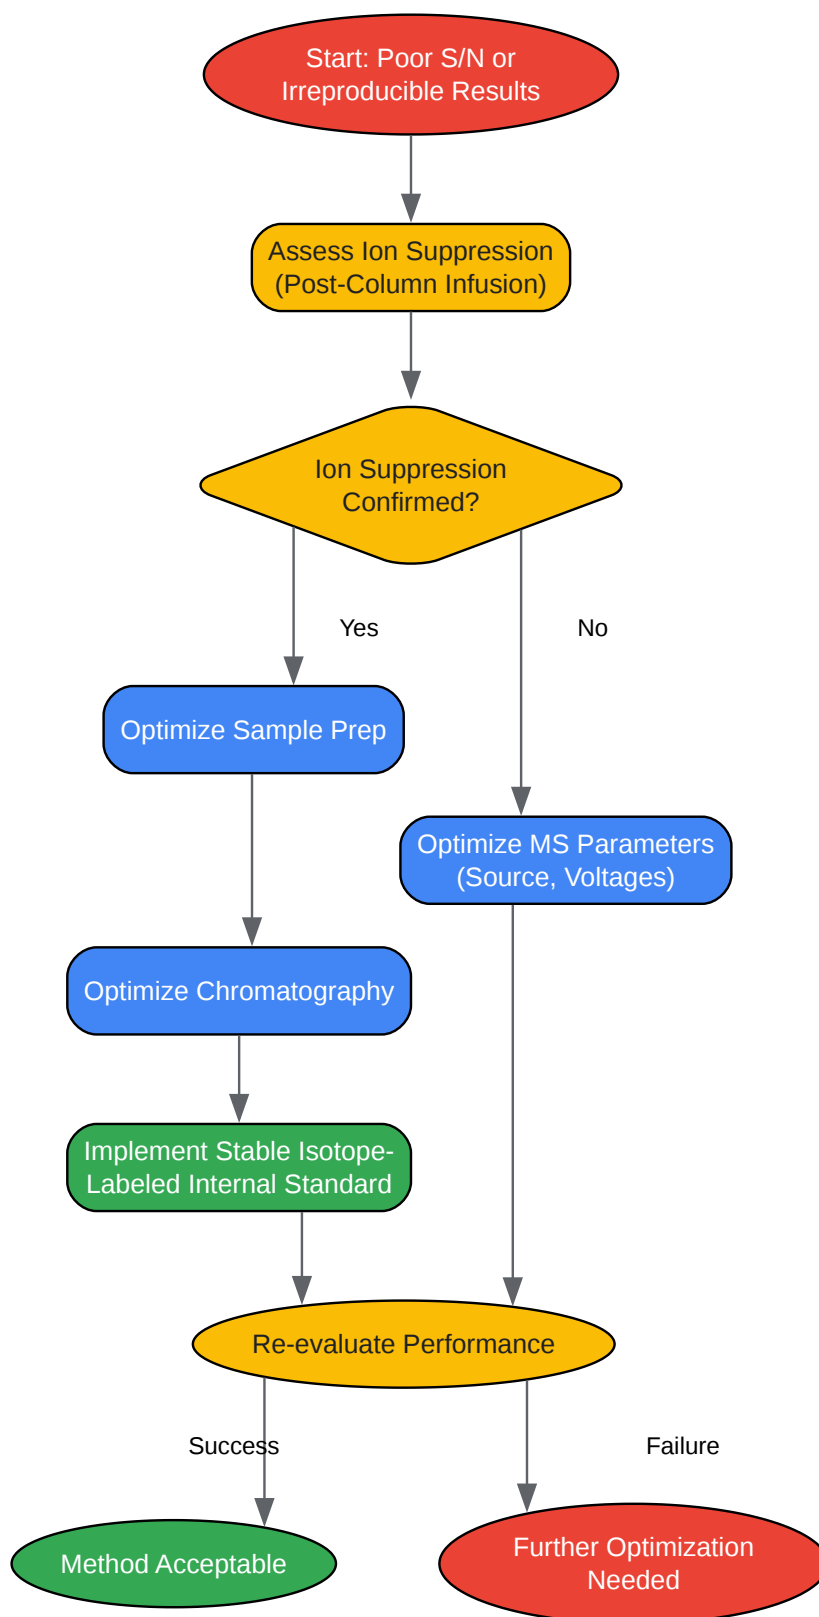 Start: Poor S/N or
Irreproducible Results
Assess Ion Suppression
(Post-Column Infusion)
Ion Suppression
Confirmed?
Yes
No
Optimize Sample Prep
Optimize MS Parameters
(Source, Voltages)
Optimize Chromatography
Implement Stable Isotope-
Labeled Internal Standard
Re-evaluate Performance
Success
Failure
Method Acceptable
Further Optimization
Needed